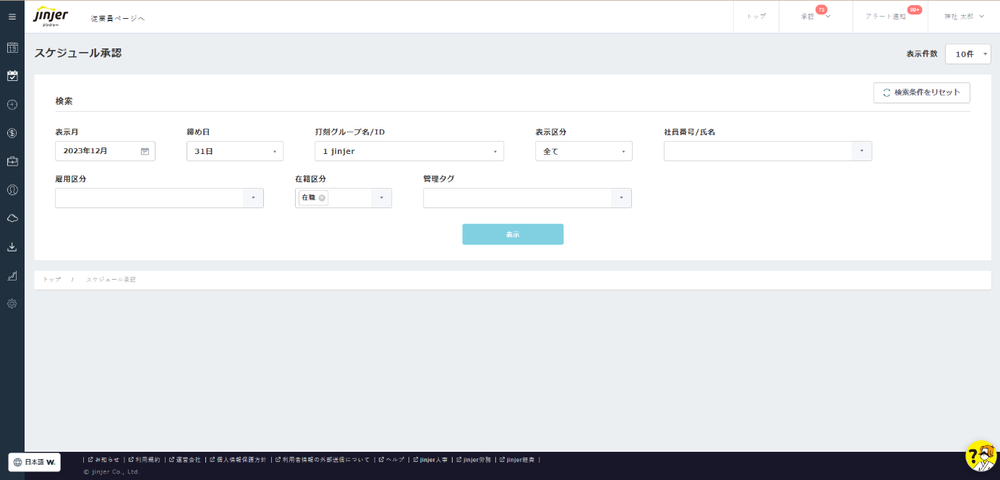 jinjer
ジンジャー
従業員ページへ
トップ
承認 73
アラート通知 99+
神社 太郎
スケジュール承認
表示件数 10件
検索
検索条件をリセット
表示月 締め日 打刻グループ名/ID 表示区分 社員番号/氏名
2023年12月 31日 1 jinjer 全て
雇用区分 在籍区分 管理タグ
在職
表示
トップ / スケジュール承認
日本語 W.
| お知らせ | 利用規約 | 運営会社 | 個人情報保護方針 | 利用者情報の外部送信について | ヘルプ | jinjer人事 | jinjer労務 | jinjer経費 |
© jinjer Co., Ltd.
?